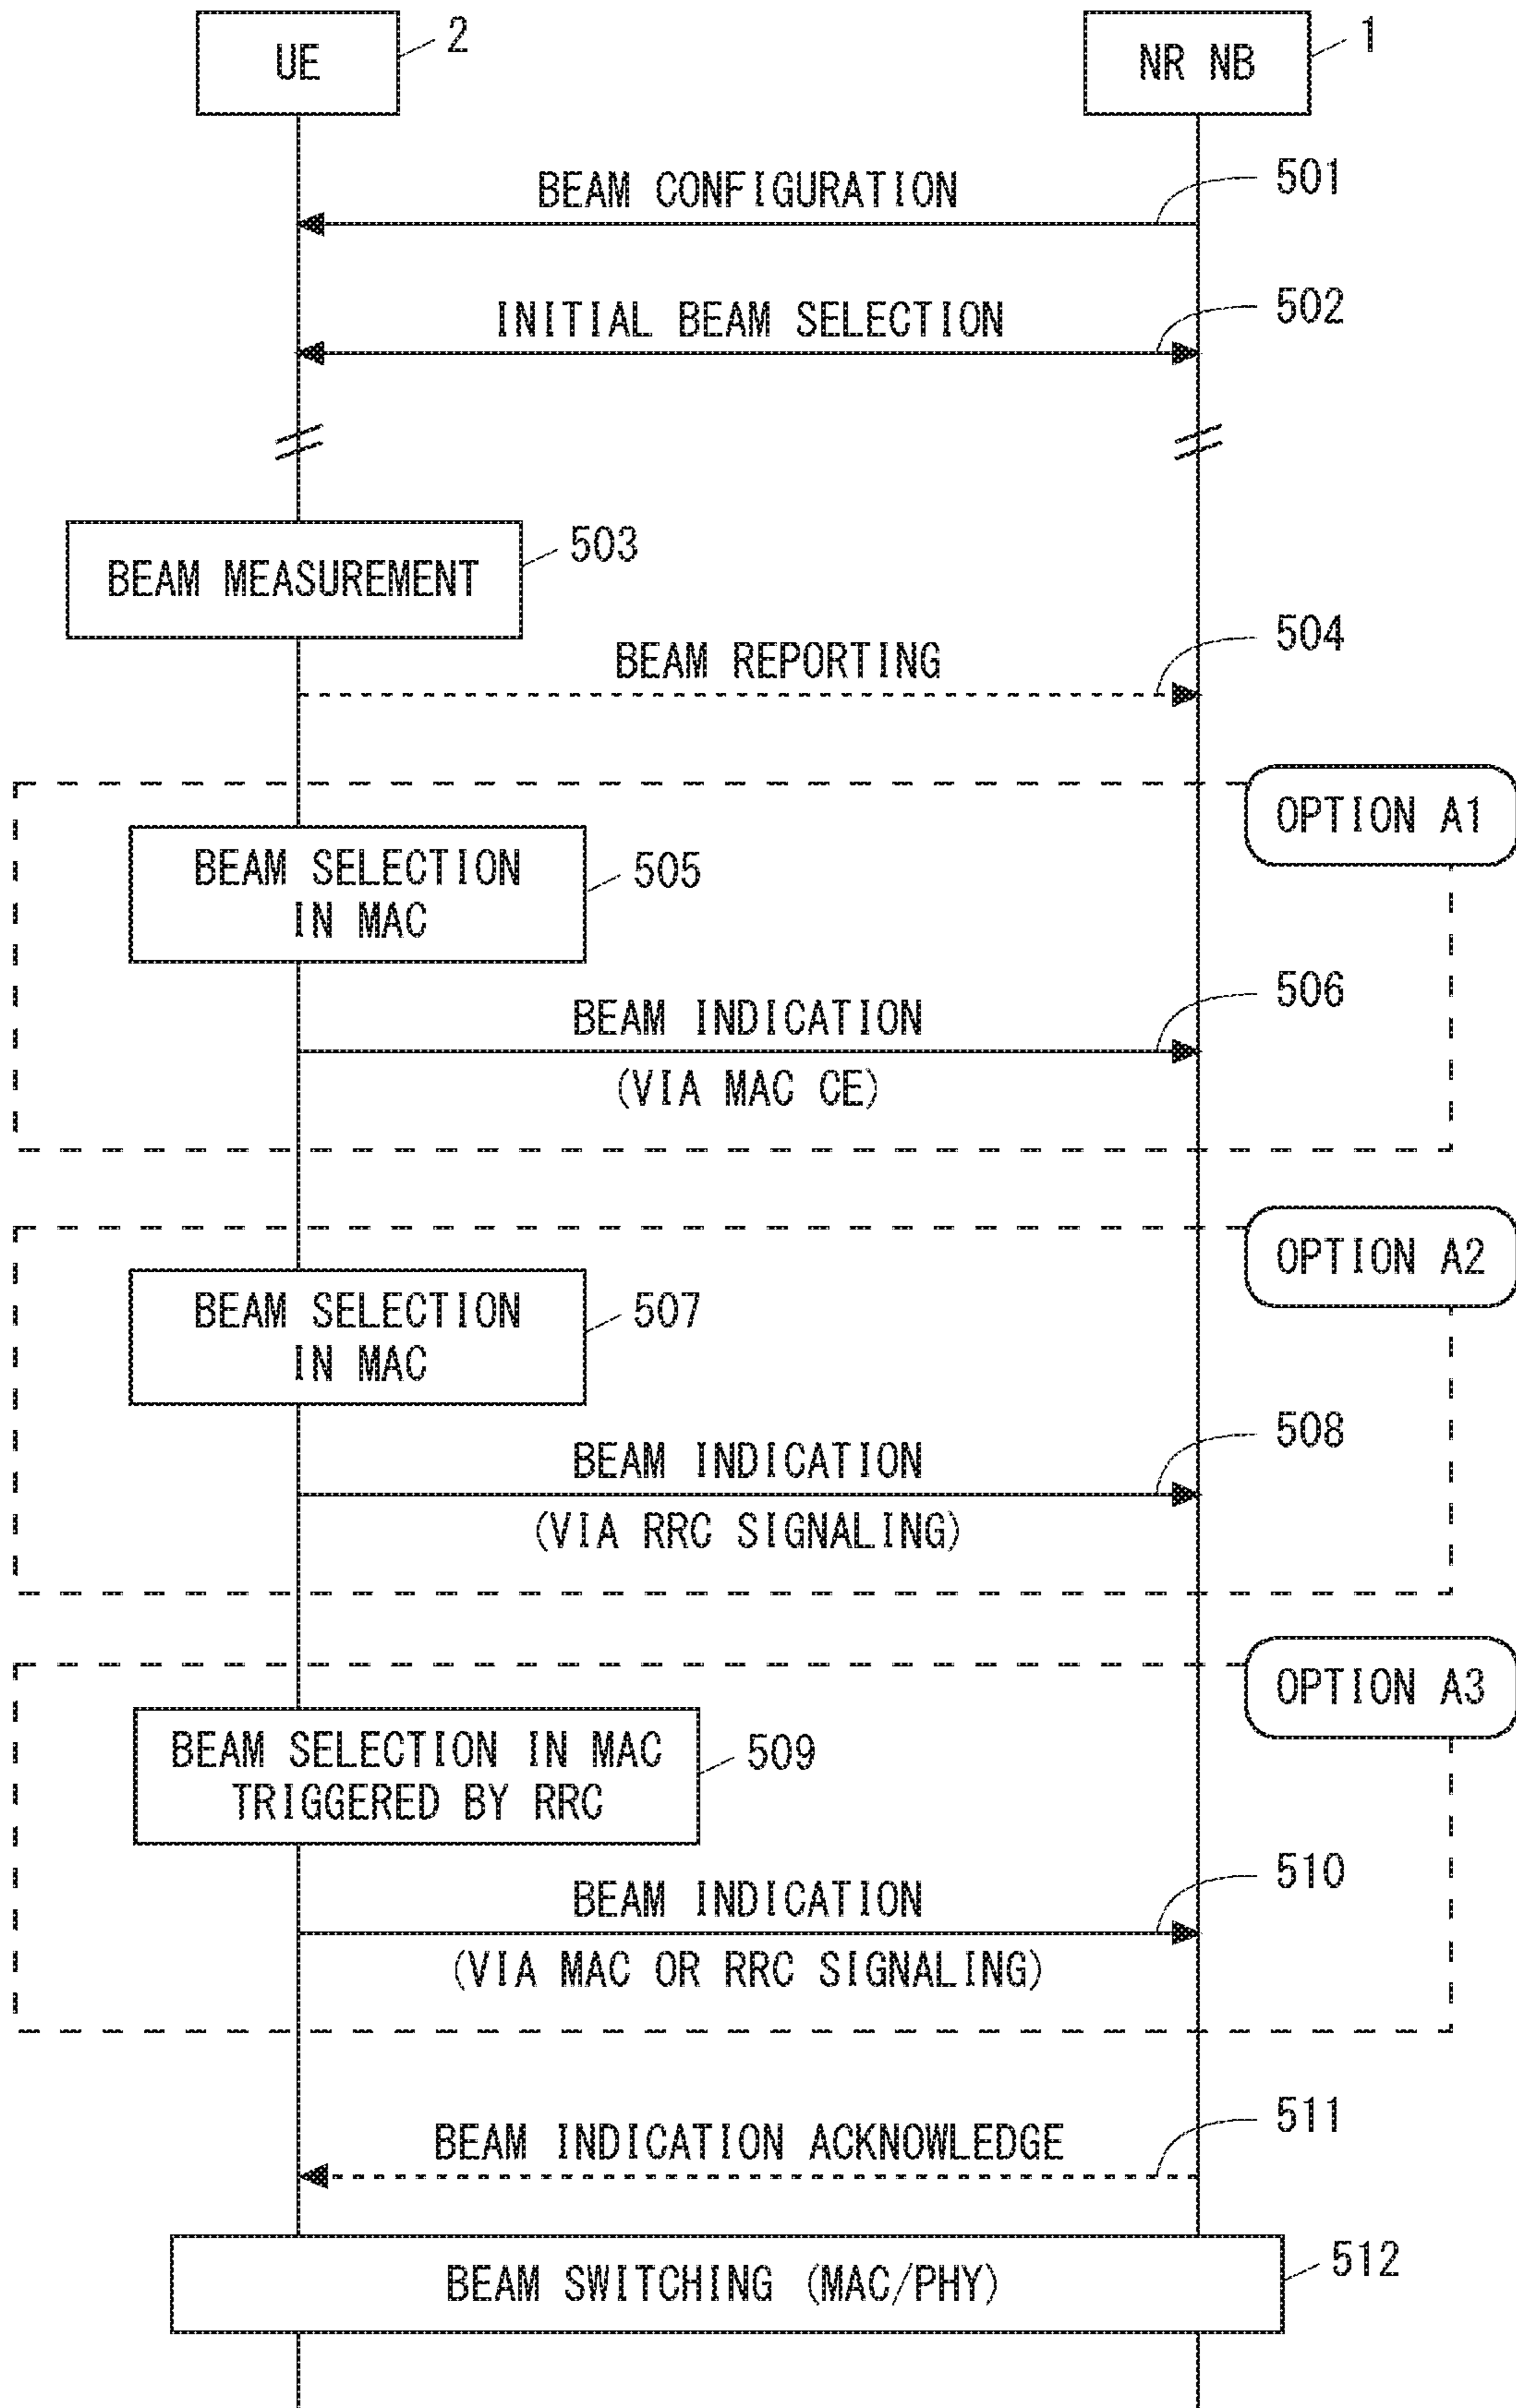 UE
2
NR NB
1
BEAM CONFIGURATION
501
INITIAL BEAM SELECTION
502
BEAM MEASUREMENT
503
BEAM REPORTING
504
OPTION A1
BEAM SELECTION
IN MAC
505
BEAM INDICATION
(VIA MAC CE)
506
OPTION A2
BEAM SELECTION
IN MAC
507
BEAM INDICATION
(VIA RRC SIGNALING)
508
OPTION A3
BEAM SELECTION IN MAC
TRIGGERED BY RRC
509
BEAM INDICATION
(VIA MAC OR RRC SIGNALING)
510
BEAM INDICATION ACKNOWLEDGE
511
BEAM SWITCHING (MAC/PHY)
512